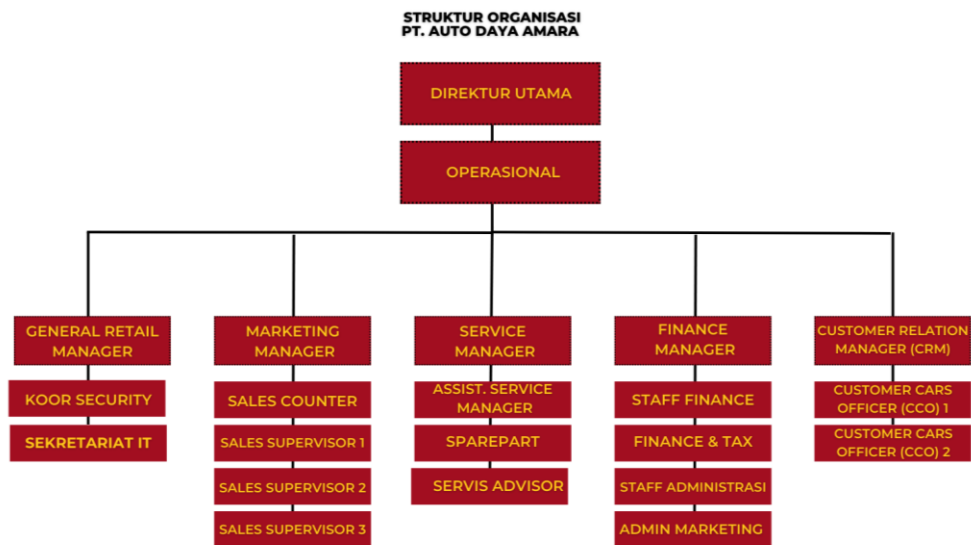 STRUKTUR ORGANISASI
PT. AUTO DAYA AMARA
DIREKTUR UTAMA
OPERASIONAL
GENERAL RETAIL
MANAGER
KOOR SECURITY
SEKRETARIAT IT
MARKETING
MANAGER
SALES COUNTER
SALES SUPERVISOR 1
SALES SUPERVISOR 2
SALES SUPERVISOR 3
SERVICE
MANAGER
ASSIST. SERVICE
MANAGER
SPAREPART
SERVIS ADVISOR
FINANCE
MANAGER
STAFF FINANCE
FINANCE & TAX
STAFF ADMINISTRASI
ADMIN MARKETING
CUSTOMER RELATION
MANAGER (CRM)
CUSTOMER CARS
OFFICER (CCO) 1
CUSTOMER CARS
OFFICER (CCO) 2